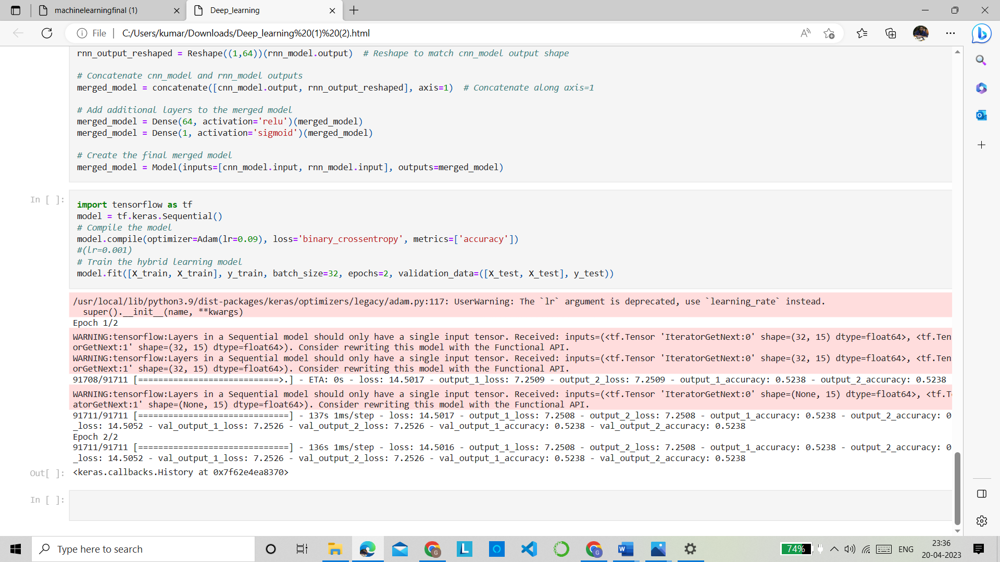 machinelearningfinal (1)
Deep_learning
File
C:/Users/kumar/Downloads/Deep_learning%20(1)%20(2).html
rnn_output_reshaped = Reshape((1,64))(rnn_model.output)  # Reshape to match cnn_model output shape
# Concatenate cnn_model and rnn_model outputs
merged_model = concatenate([cnn_model.output, rnn_output_reshaped], axis=1)  # Concatenate along axis=1
# Add additional layers to the merged model
merged_model = Dense(64, activation='relu')(merged_model)
merged_model = Dense(1, activation='sigmoid')(merged_model)
# Create the final merged model
merged_model = Model(inputs=[cnn_model.input, rnn_model.input], outputs=merged_model)
In [ ]:
import tensorflow as tf
model = tf.keras.Sequential()
# Compile the model
model.compile(optimizer=Adam(lr=0.09), loss='binary_crossentropy', metrics=['accuracy'])
#(lr=0.001)
# Train the hybrid learning model
model.fit([X_train, X_train], y_train, batch_size=32, epochs=2, validation_data=([X_test, X_test], y_test))
/usr/local/lib/python3.9/dist-packages/keras/optimizers/legacy/adam.py:117: UserWarning: The `lr` argument is deprecated, use `learning_rate` instead.
super().__init__(name, **kwargs)
Epoch 1/2
WARNING:tensorflow:Layers in a Sequential model should only have a single input tensor. Received: inputs=(<tf.Tensor 'IteratorGetNext:0' shape=(32, 15) dtype=float64>, <tf.Ten
orGetNext:1' shape=(32, 15) dtype=float64>). Consider rewriting this model with the Functional API.
WARNING:tensorflow:Layers in a Sequential model should only have a single input tensor. Received: inputs=(<tf.Tensor 'IteratorGetNext:0' shape=(32, 15) dtype=float64>, <tf.Ten
orGetNext:1' shape=(32, 15) dtype=float64>). Consider rewriting this model with the Functional API.
91708/91711 [============================>.] - ETA: 0s - loss: 14.5017 - output_1_loss: 7.2509 - output_2_loss: 7.2509 - output_1_accuracy: 0.5238 - output_2_accuracy: 0.5238
WARNING:tensorflow:Layers in a Sequential model should only have a single input tensor. Received: inputs=(<tf.Tensor 'IteratorGetNext:0' shape=(None, 15) dtype=float64>, <tf.T
atorGetNext:1' shape=(None, 15) dtype=float64>). Consider rewriting this model with the Functional API.
91711/91711 [==============================] - 137s 1ms/step - loss: 14.5017 - output_1_loss: 7.2508 - output_2_loss: 7.2508 - output_1_accuracy: 0.5238 - output_2_accuracy: 0
_loss: 14.5052 - val_output_1_loss: 7.2526 - val_output_2_loss: 7.2526 - val_output_1_accuracy: 0.5238 - val_output_2_accuracy: 0.5238
Epoch 2/2
91711/91711 [==============================] - 136s 1ms/step - loss: 14.5016 - output_1_loss: 7.2508 - output_2_loss: 7.2508 - output_1_accuracy: 0.5238 - output_2_accuracy: 0
_loss: 14.5052 - val_output_1_loss: 7.2526 - val_output_2_loss: 7.2526 - val_output_1_accuracy: 0.5238 - val_output_2_accuracy: 0.5238
Out[ ]:
<keras.callbacks.History at 0x7f62e4ea8370>
In [ ]:
Type here to search
74%
ENG
23:36
20-04-2023